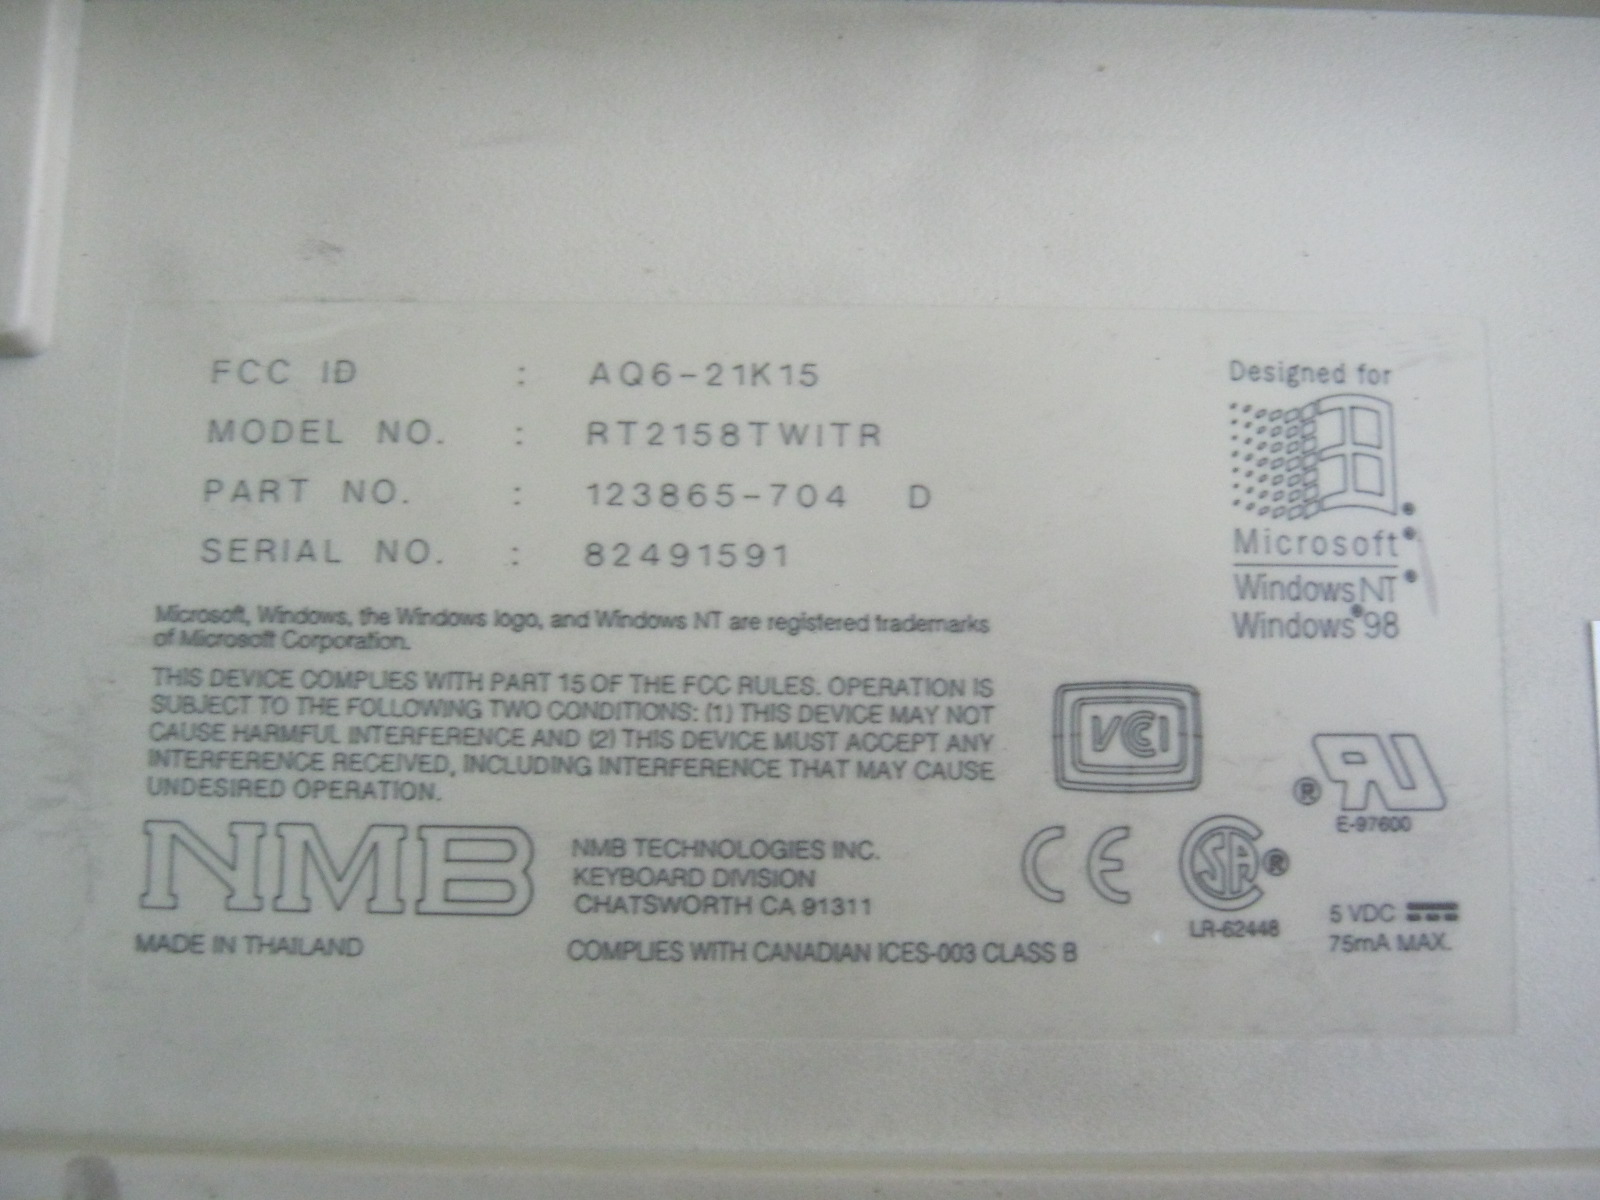 FCC ID : AQ6-21K15
MODEL NO. : RT2158TWITR
PART NO. : 123865-704 D
SERIAL NO. : 82491591
Designed for
Microsoft®
Windows NT®
Windows®98
Microsoft, Windows, the Windows logo, and Windows NT are registered trademarks
of Microsoft Corporation.
THIS DEVICE COMPLIES WITH PART 15 OF THE FCC RULES. OPERATION IS
SUBJECT TO THE FOLLOWING TWO CONDITIONS: (1) THIS DEVICE MAY NOT
CAUSE HARMFUL INTERFERENCE AND (2) THIS DEVICE MUST ACCEPT ANY
INTERFERENCE RECEIVED, INCLUDING INTERFERENCE THAT MAY CAUSE
UNDESIRED OPERATION.
VCCI
RU®
E-97600
NMB
NMB TECHNOLOGIES INC.
KEYBOARD DIVISION
CHATSWORTH CA 91311
CE
SA®
LR-62448
5 VDC
75mA MAX.
MADE IN THAILAND
COMPLIES WITH CANADIAN ICES-003 CLASS B